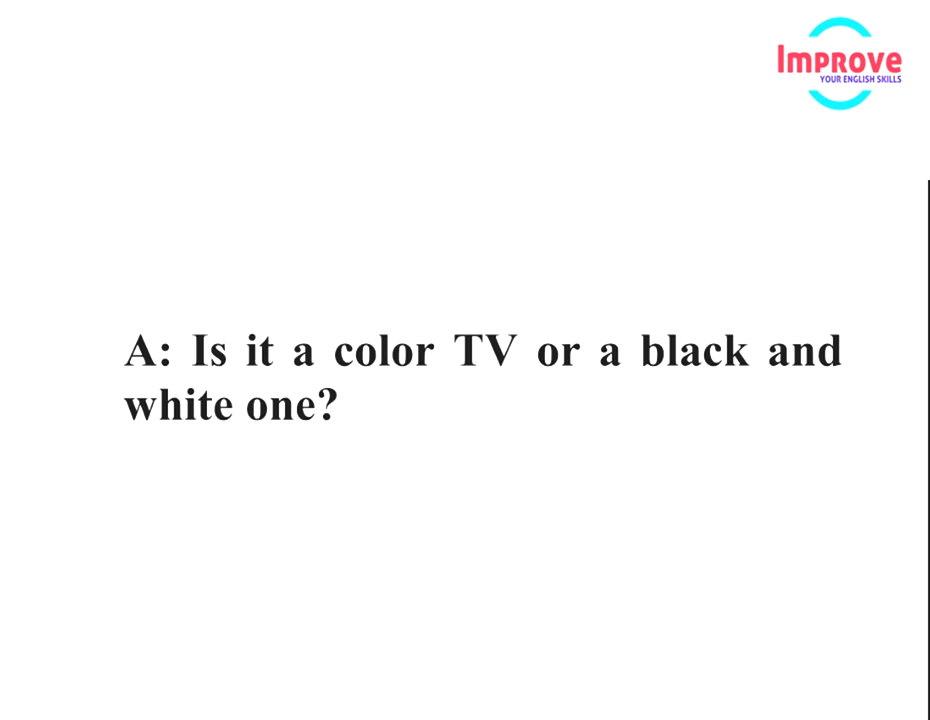 Improve
YOUR ENGLISH SKILLS
A: Is it a color TV or a black and
white one?